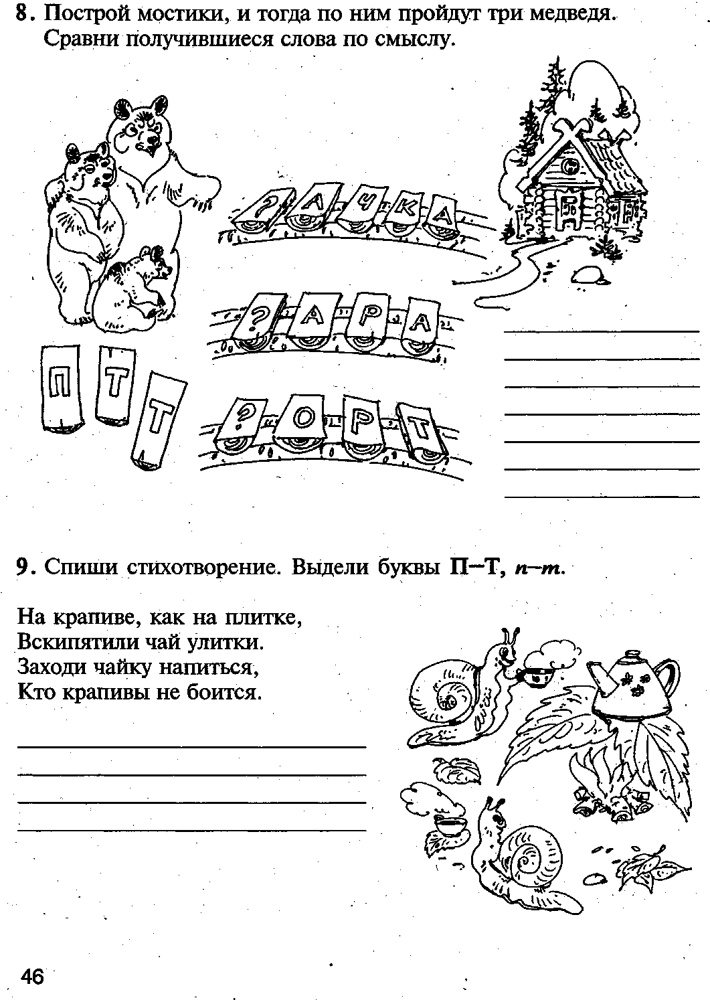 8. Построй мостики, и тогда по ним пройдут три медведя.
Сравни получившиеся слова по смыслу.
? А Ч К А
? А Р А
П Т Т
? О Р Т
9. Спиши стихотворение. Выдели буквы П—Т, п—т.
На крапиве, как на плитке,
Вскипятили чай улитки.
Заходи чайку напиться,
Кто крапивы не боится.
46